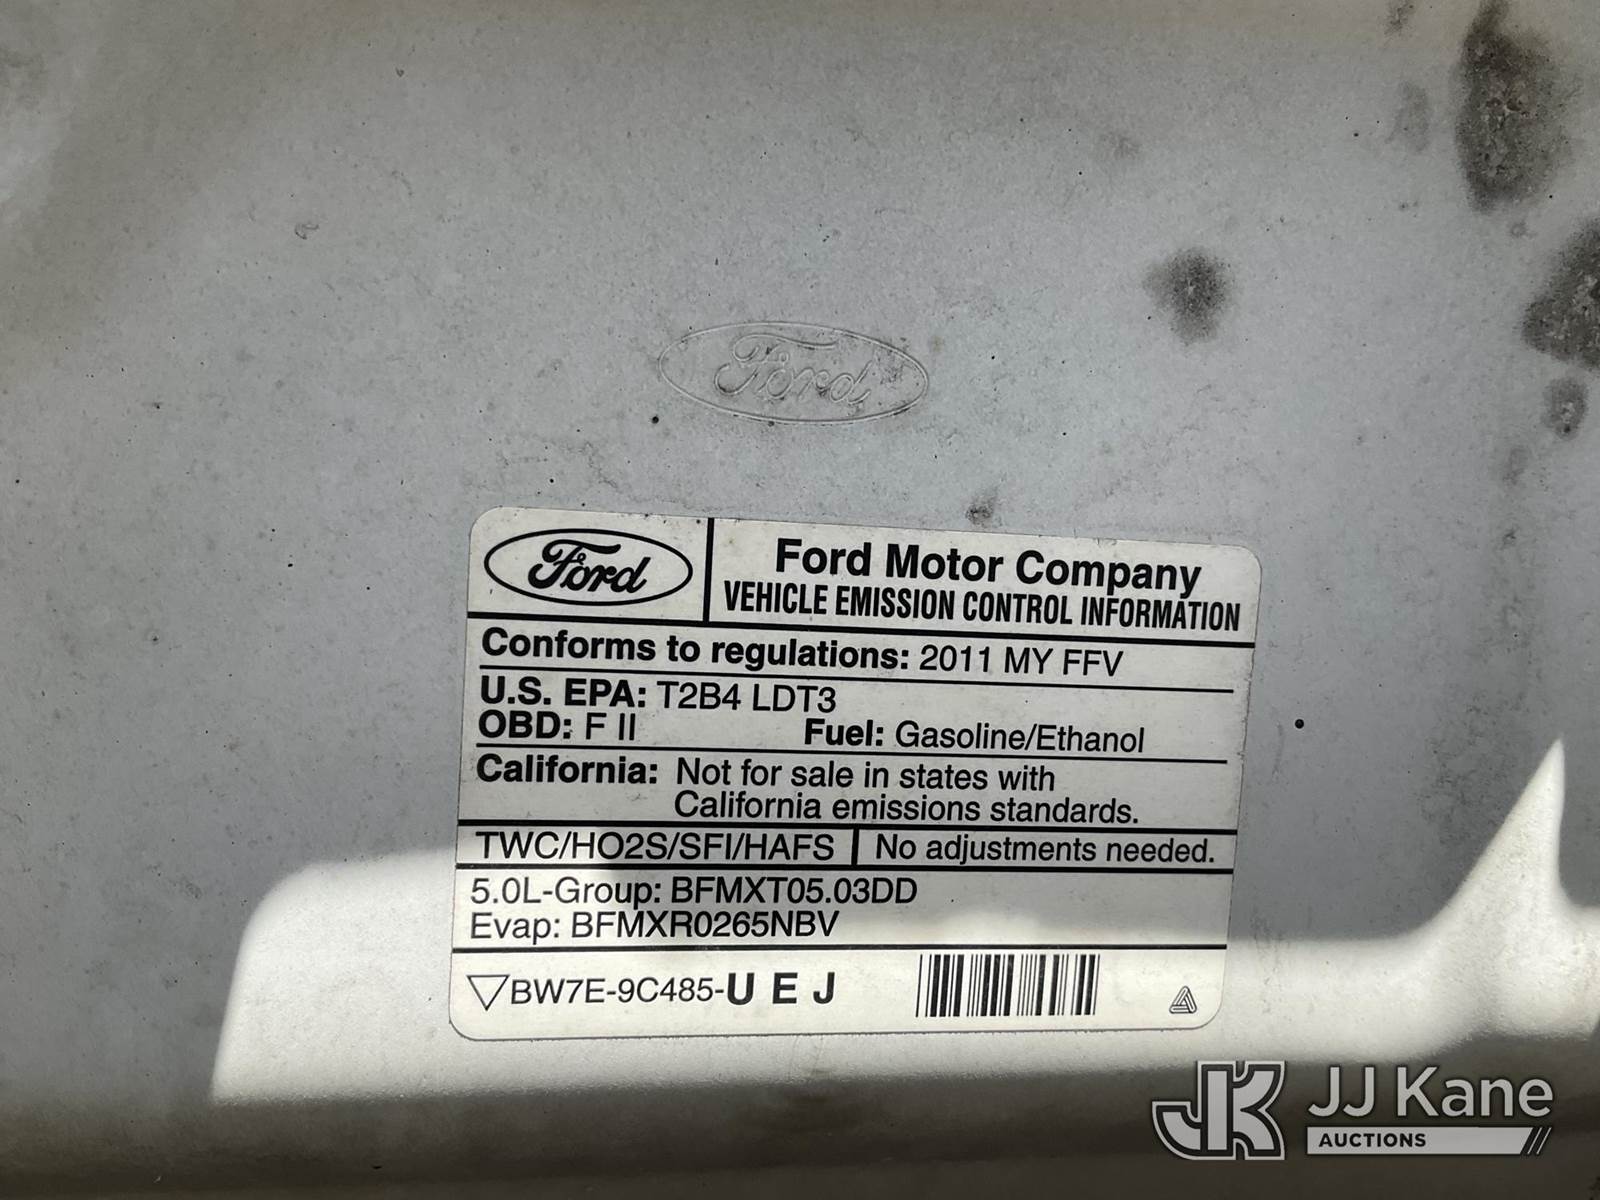 Ford
Ford
Ford Motor Company
VEHICLE EMISSION CONTROL INFORMATION
Conforms to regulations: 2011 MY FFV
U.S. EPA: T2B4 LDT3
OBD: F II Fuel: Gasoline/Ethanol
California: Not for sale in states with
California emissions standards.
TWC/HO2S/SFI/HAFS No adjustments needed.
5.0L-Group: BFMXT05.03DD
Evap: BFMXR0265NBV
BW7E-9C485-U E J
JK JJ Kane
AUCTIONS